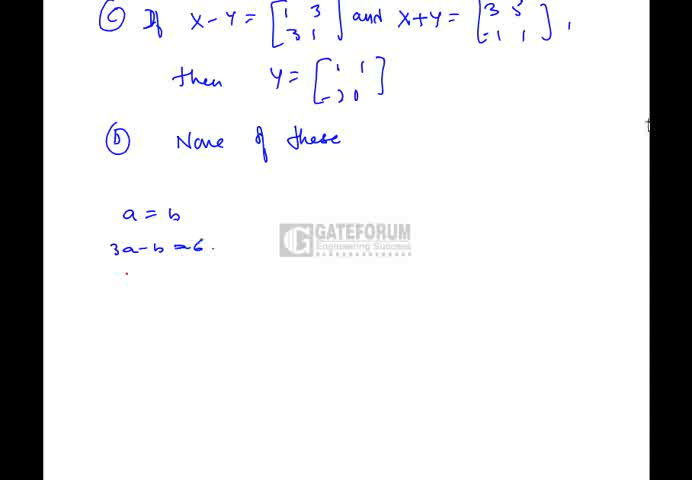 (C) If X - Y = [1 3 3 1] and X + Y = [3 5 -1 1],
then Y = [1 1 -2 0]
(D) None of these
a = b
3a - b = 6.
GATEFORUM
Engineering Success